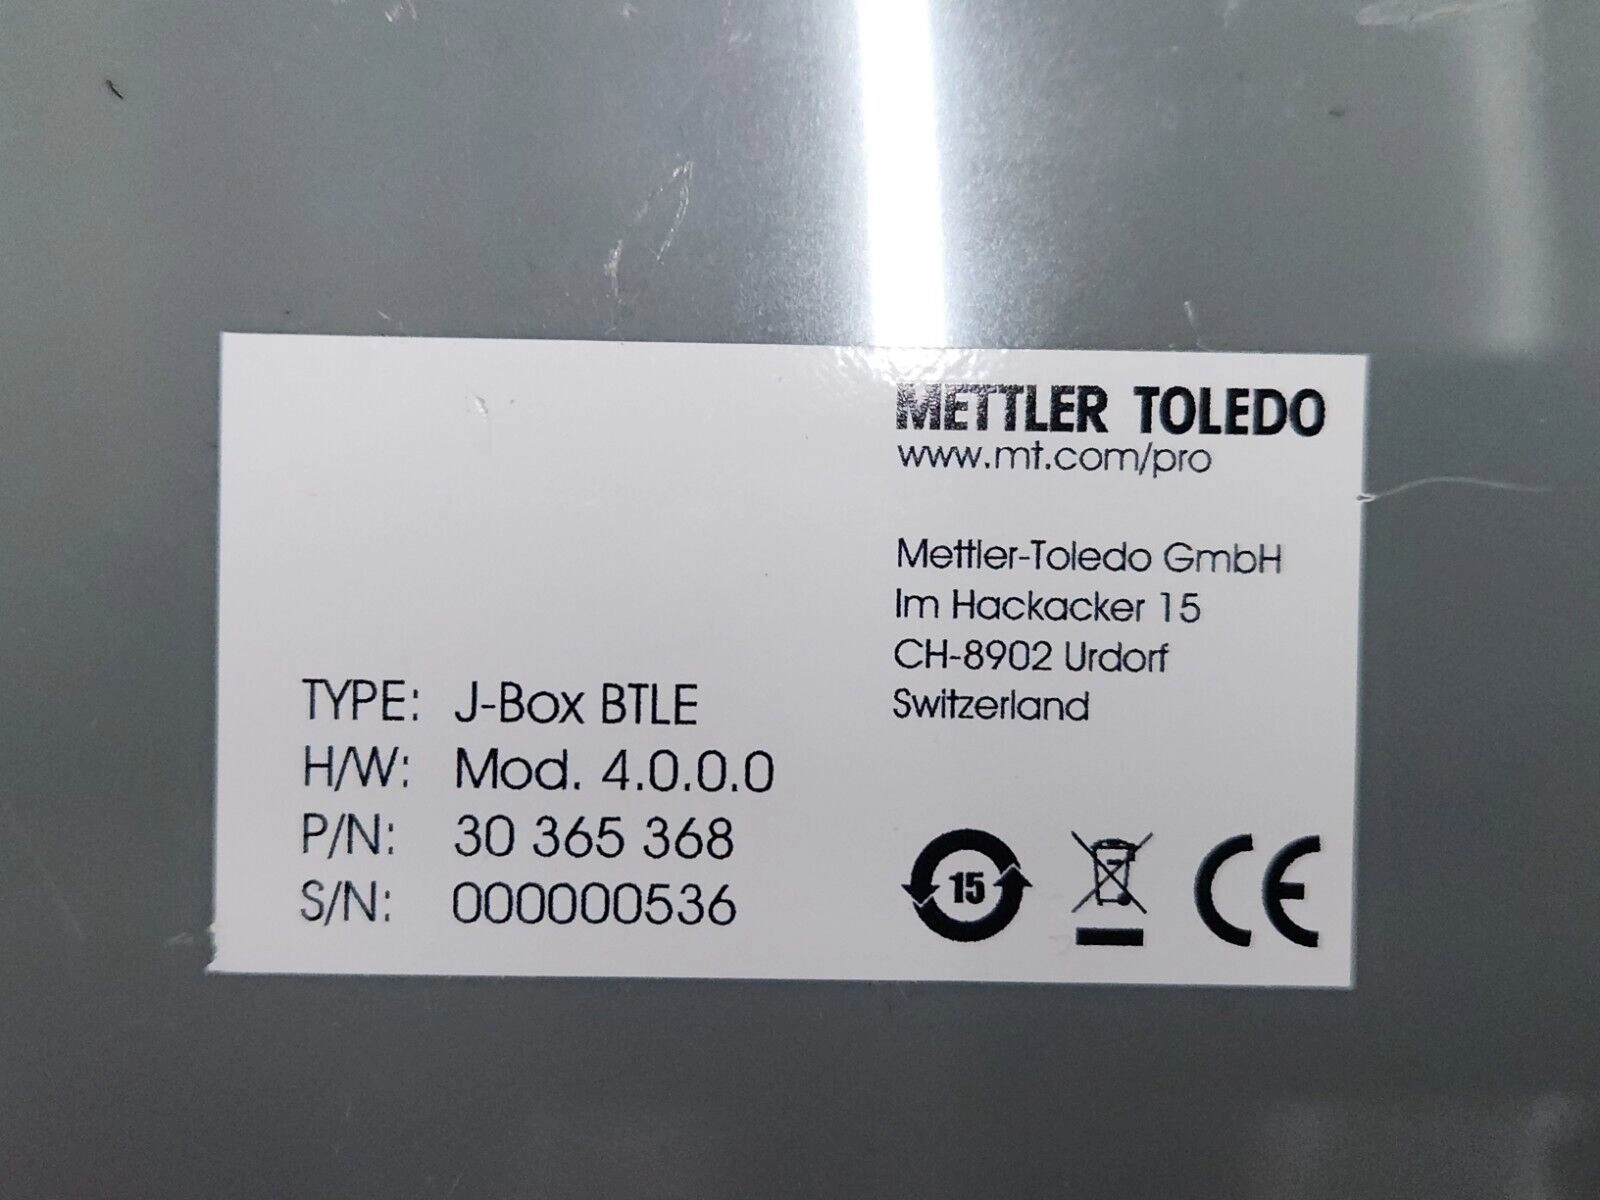 METTLER TOLEDO
www.mt.com/pro
Mettler-Toledo GmbH
Im Hackacker 15
CH-8902 Urdorf
Switzerland
TYPE: J-Box BTLE
H/W: Mod. 4.0.0.0
P/N: 30 365 368
S/N: 000000536
15
CE